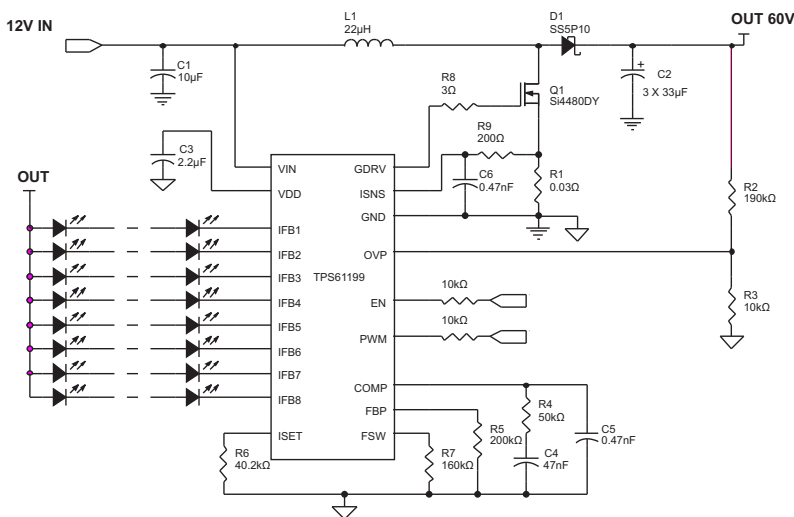 12V IN
L1
22µH
D1
SS5P10
OUT 60V
C1
10µF
R8
3Ω
Q1
Si4480DY
C2
+
3 X 33µF
R9
200Ω
C3
2.2µF
C6
0.47nF
R1
0.03Ω
OUT
VIN
VDD
IFB1
IFB2
IFB3
IFB4
IFB5
IFB6
IFB7
IFB8
ISET
TPS61199
GDRV
ISNS
GND
OVP
EN
PWM
COMP
FBP
FSW
R2
190kΩ
10kΩ
10kΩ
R3
10kΩ
R4
50kΩ
R5
200kΩ
C5
0.47nF
C4
47nF
R6
40.2kΩ
R7
160kΩ